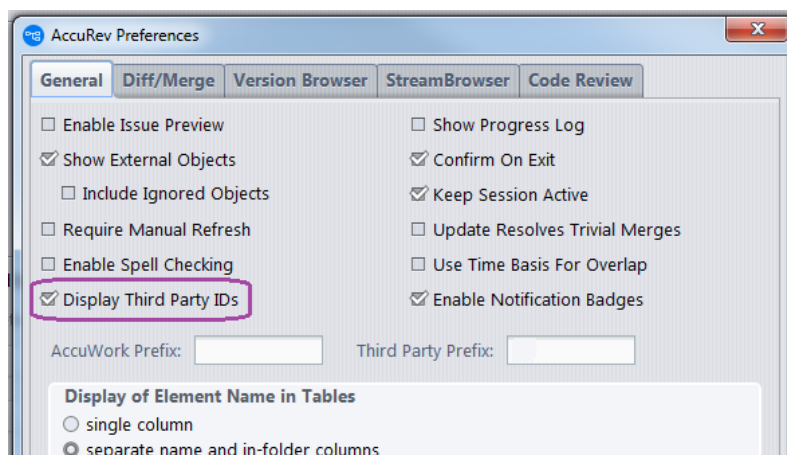 AccuRev Preferences
General Diff/Merge Version Browser StreamBrowser Code Review
Enable Issue Preview Show Progress Log
Show External Objects Confirm On Exit
Include Ignored Objects Keep Session Active
Require Manual Refresh Update Resolves Trivial Merges
Enable Spell Checking Use Time Basis For Overlap
Display Third Party IDs Enable Notification Badges
AccuWork Prefix: Third Party Prefix:
Display of Element Name in Tables
single column
separate name and in-folder columns